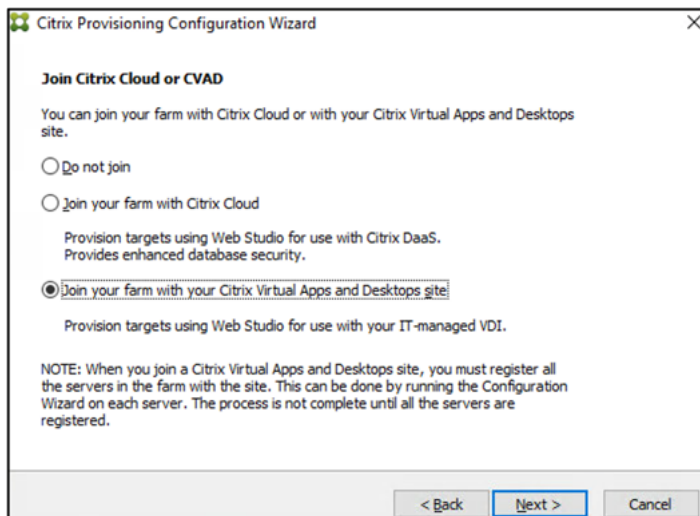 Citrix Provisioning Configuration Wizard
Join Citrix Cloud or CVAD
You can join your farm with Citrix Cloud or with your Citrix Virtual Apps and Desktops
site.
Do not join
Join your farm with Citrix Cloud
Provision targets using Web Studio for use with Citrix DaaS.
Provides enhanced database security.
Join your farm with your Citrix Virtual Apps and Desktops site
Provision targets using Web Studio for use with your IT-managed VDI.
NOTE: When you join a Citrix Virtual Apps and Desktops site, you must register all
the servers in the farm with the site. This can be done by running the Configuration
Wizard on each server. The process is not complete until all the servers are
registered.
< Back Next > Cancel